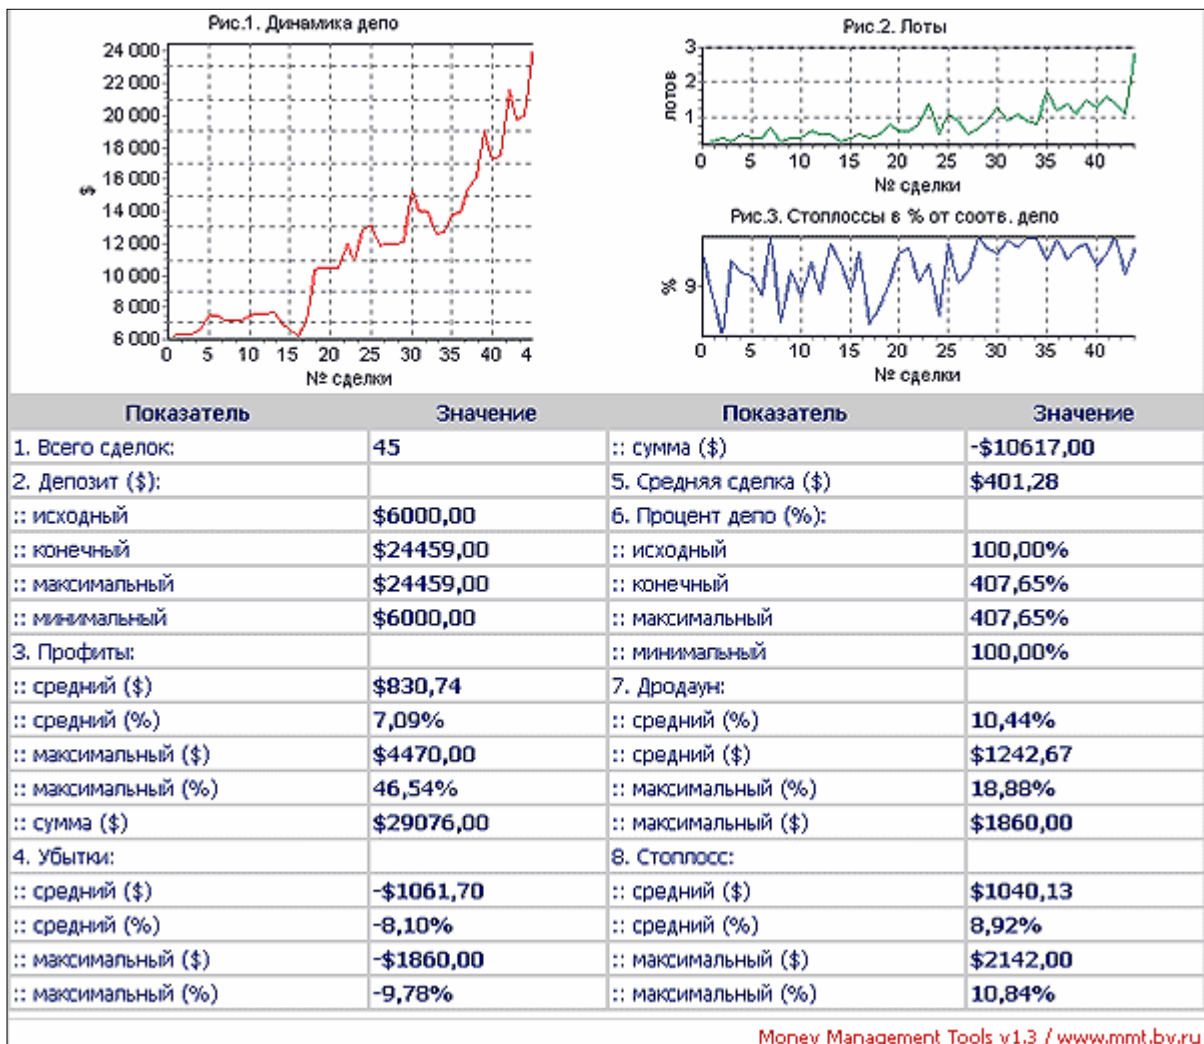 Рис.1. Динамика депо
24 000
22 000
20 000
18 000
16 000
14 000
12 000
10 000
8 000
6 000
$
0 5 10 15 20 25 30 35 40 4
№ сделки
Рис.2. Лоты
3
2
1
лотов
0 5 10 15 20 25 30 35 40
№ сделки
Рис.3. Стоплоссы в % от соотв. депо
% 9
0 5 10 15 20 25 30 35 40
№ сделки
Показатель Значение Показатель Значение
1. Всего сделок: 45 :: сумма ($) -$10617,00
2. Депозит ($): 5. Средняя сделка ($) $401,28
:: исходный $6000,00 6. Процент депо (%):
:: конечный $24459,00 :: исходный 100,00%
:: максимальный $24459,00 :: конечный 407,65%
:: минимальный $6000,00 :: максимальный 407,65%
3. Профиты: :: минимальный 100,00%
:: средний ($) $830,74 7. Дродаун:
:: средний (%) 7,09% :: средний (%) 10,44%
:: максимальный ($) $4470,00 :: средний ($) $1242,67
:: максимальный (%) 46,54% :: максимальный (%) 18,88%
:: сумма ($) $29076,00 :: максимальный ($) $1860,00
4. Убытки: 8. Стоплосс:
:: средний ($) -$1061,70 :: средний ($) $1040,13
:: средний (%) -8,10% :: средний (%) 8,92%
:: максимальный ($) -$1860,00 :: максимальный ($) $2142,00
:: максимальный (%) -9,78% :: максимальный (%) 10,84%
Money Management Tools v1.3 / www.mmt.by.ru